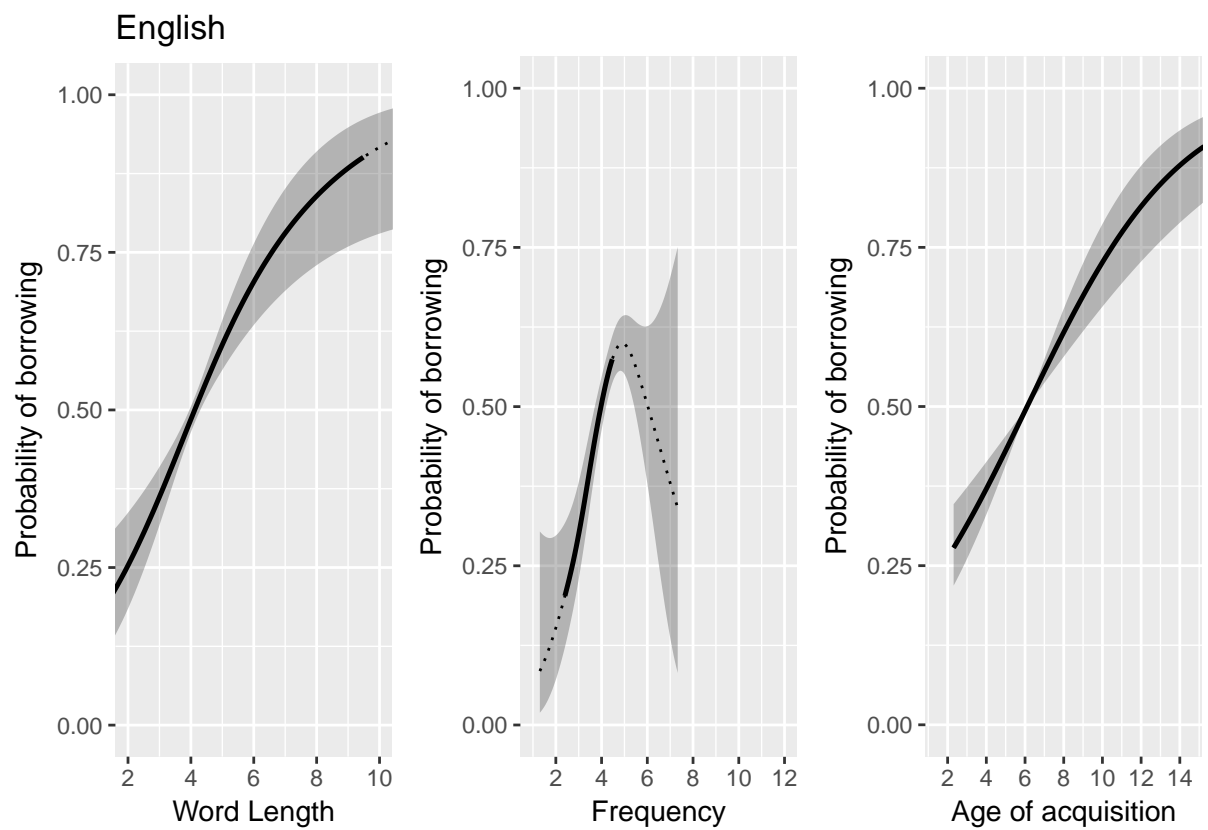 English
Probability of borrowing
1.00
0.75
0.50
0.25
0.00
2 4 6 8 10
Word Length
Probability of borrowing
1.00
0.75
0.50
0.25
0.00
2 4 6 8 10 12
Frequency
Probability of borrowing
1.00
0.75
0.50
0.25
0.00
2 4 6 8 10 12 14
Age of acquisition